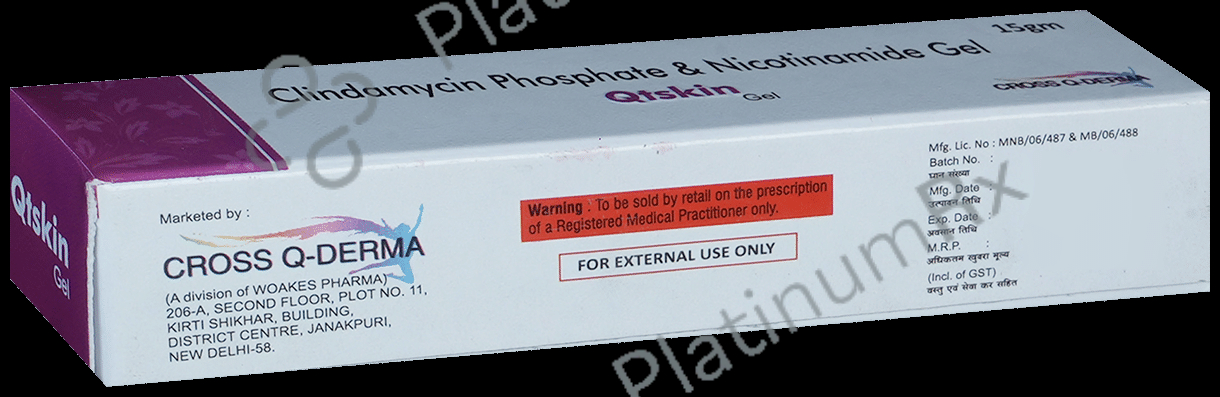 Clindamycin Phosphate & Nicotinamide Gel
15gm
Qtskin Gel
CROSS Q-DERMA
Qtskin
Gel
Marketed by :
CROSS Q-DERMA
(A division of WOAKES PHARMA)
206-A, SECOND FLOOR, PLOT NO. 11,
KIRTI SHIKHAR, BUILDING,
DISTRICT CENTRE, JANAKPURI,
NEW DELHI-58.
Warning : To be sold by retail on the prescription
of a Registered Medical Practitioner only.
FOR EXTERNAL USE ONLY
Mfg. Lic. No : MNB/06/487 & MB/06/488
Batch No. :
घान संख्या
Mfg. Date :
उत्पादन तिथि
Exp. Date :
अवसान तिथि
M.R.P. :
अधिकतम खुदरा मूल्य
(Incl. of GST)
वस्तु एवं सेवा कर सहित
PlatinumRx